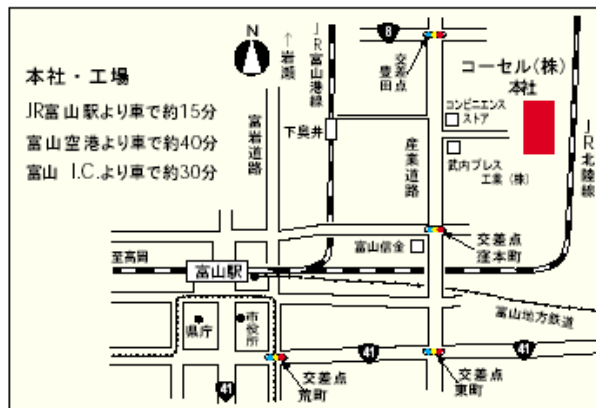 本社・工場
JR富山駅より車で約15分
富山空港より車で約40分
富山 I.C.より車で約30分
N
↑岩瀬
JR富山港線
8
交差点
豊田
コーセル(株)
本社
コンビニエンス
ストア
富岩道路
下奥井
産業道路
武内プレス
工業(株)
JR北陸線
至高岡
富山駅
富山信金
交差点
窪本町
富山地方鉄道
県庁
市役所
41
交差点
荒町
41
交差点
東町
41